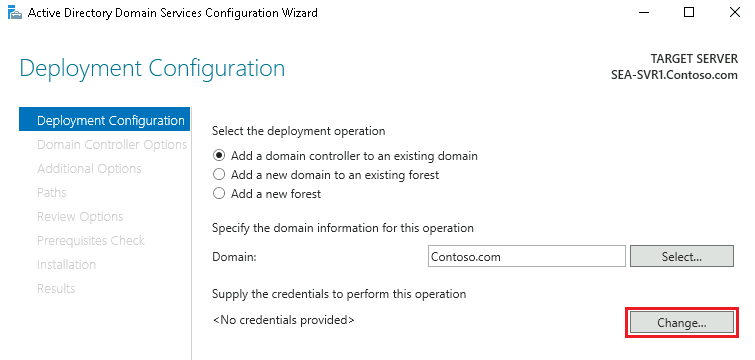 Active Directory Domain Services Configuration Wizard
Deployment Configuration
TARGET SERVER
SEA-SVR1.Contoso.com
Deployment Configuration
Domain Controller Options
Additional Options
Paths
Review Options
Prerequisites Check
Installation
Results
Select the deployment operation
Add a domain controller to an existing domain
Add a new domain to an existing forest
Add a new forest
Specify the domain information for this operation
Domain:
Contoso.com
Select...
Supply the credentials to perform this operation
<No credentials provided>
Change...